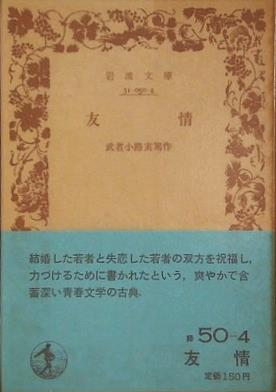 岩波文庫
31-050-4
友情
武者小路実篤作
結婚した若者と失恋した若者の双方を祝福し,
力づけるために書かれたという,爽やかで含
蓄深い青春文学の古典.
緑 50-4
友情
定価150円